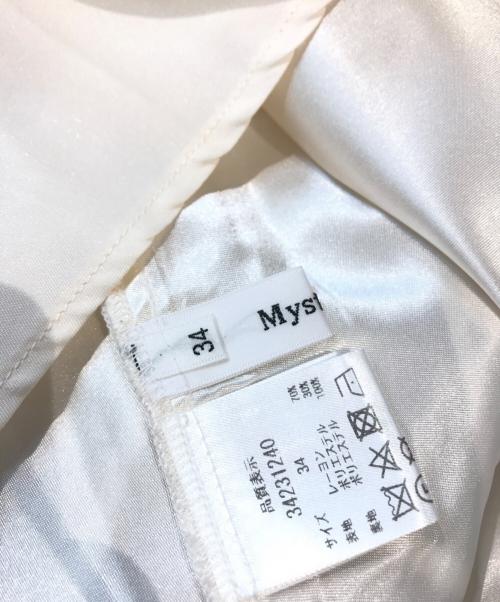 34
Myst
品質表示
34231240
サイズ 34
表地 レーヨン 70%
ポリエステル 30%
裏地 ポリエステル 100%